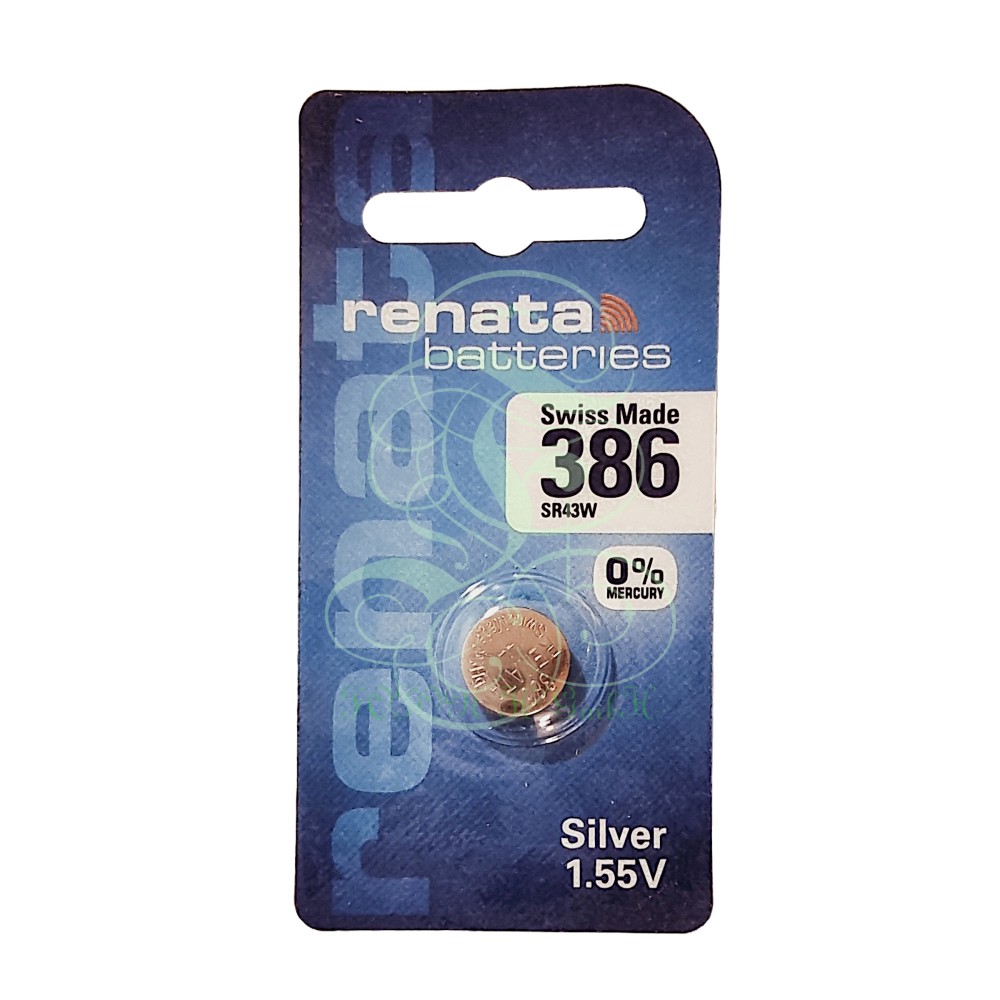 renata
batteries
Swiss Made
386
SR43W
0%
MERCURY
renata
Silver
1.55V